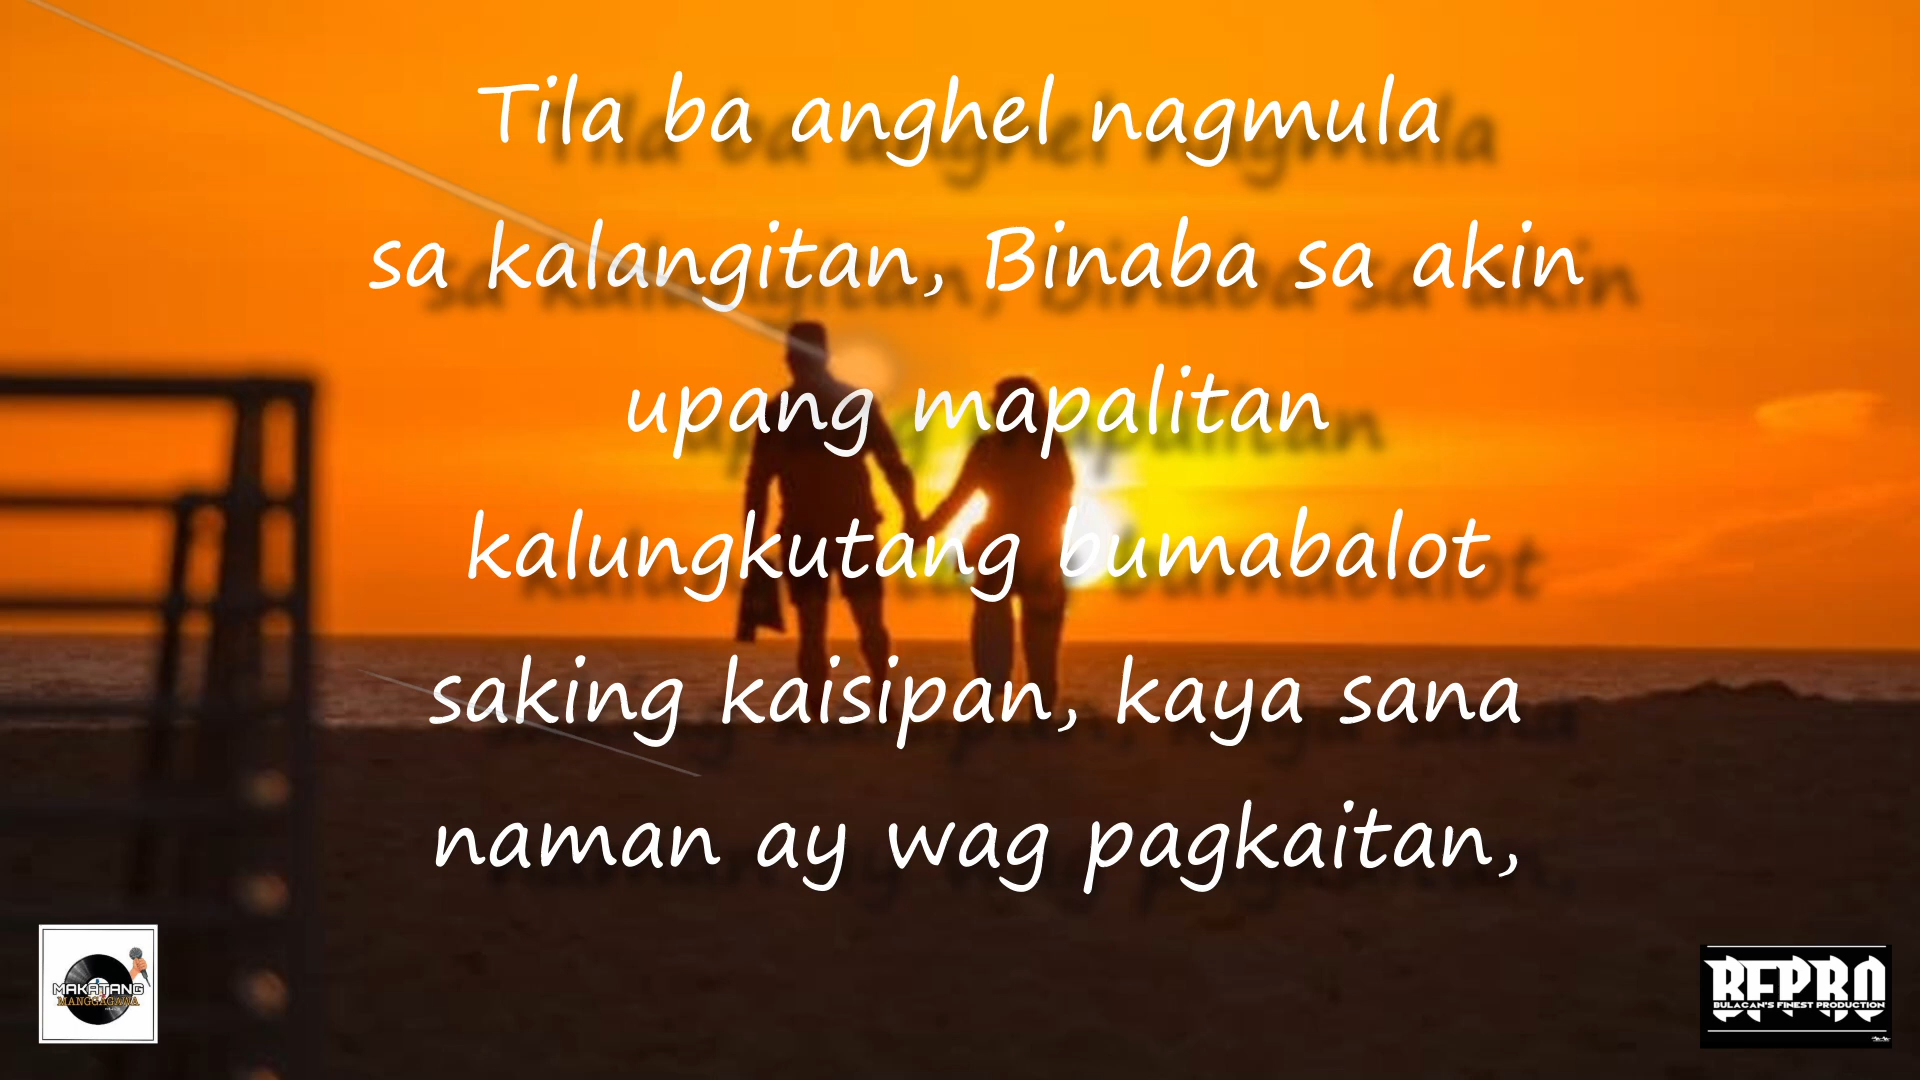 Tila ba anghel nagmula
sa kalangitan, Binaba sa akin
upang mapalitan
kalungkutang bumabalot
saking kaisipan, kaya sana
naman ay wag pagkaitan,
MAKATANG
MANGGAGAWA
BFPRO
BULACAN'S FINEST PRODUCTION